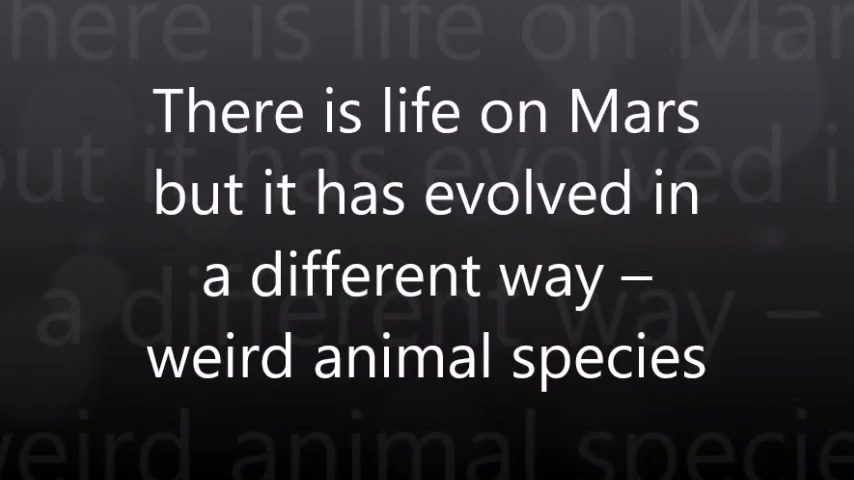 There is life on Mars
but it has evolved in
a different way –
weird animal species